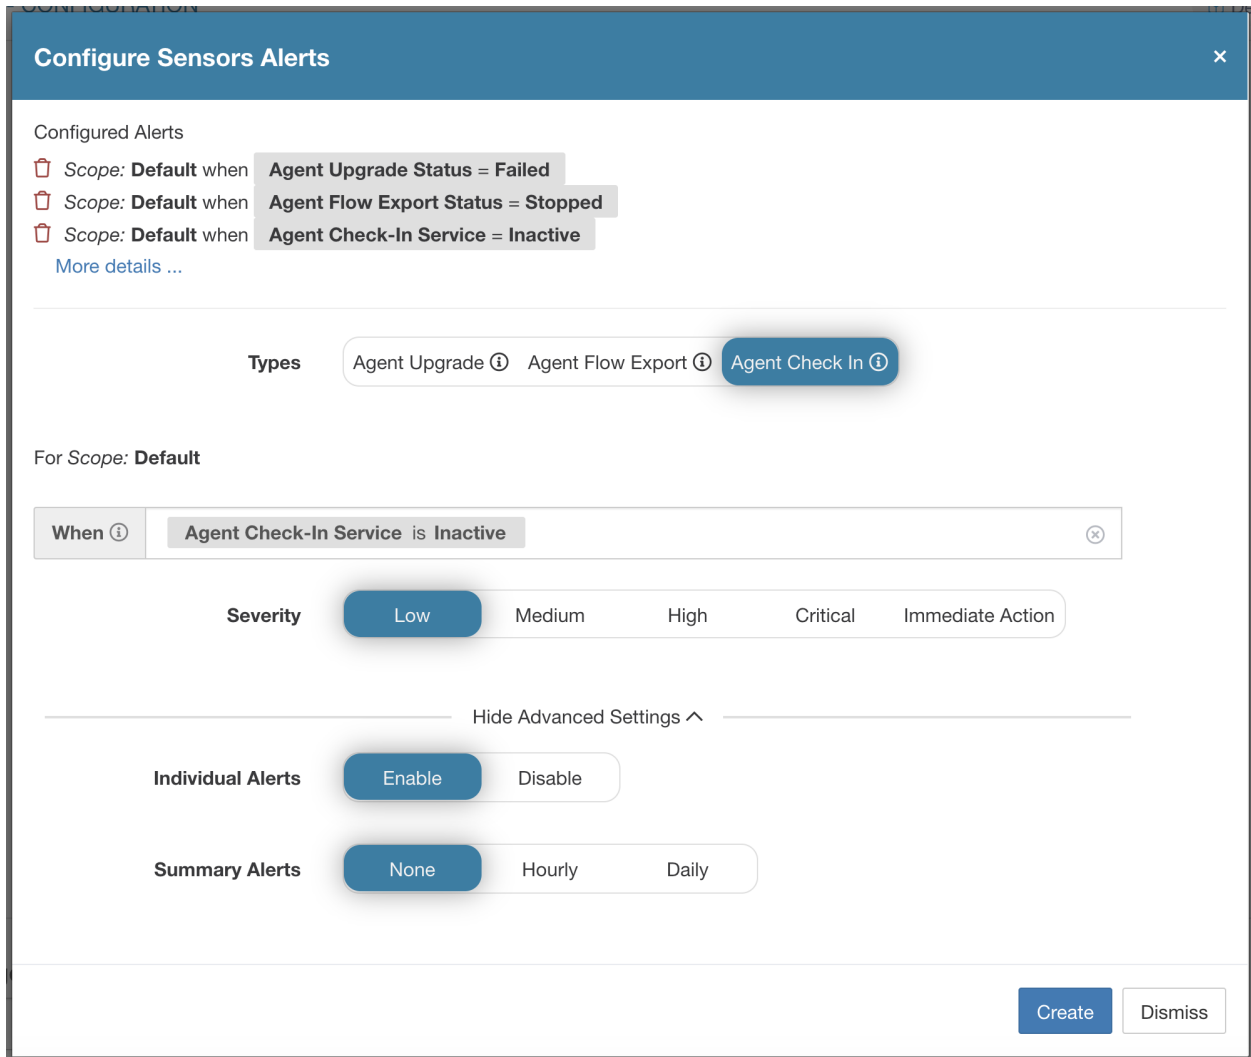 CONFIGURATION
Configure Sensors Alerts
×
Configured Alerts
Scope: Default when Agent Upgrade Status = Failed
Scope: Default when Agent Flow Export Status = Stopped
Scope: Default when Agent Check-In Service = Inactive
More details ...
Types Agent Upgrade Agent Flow Export Agent Check In
For Scope: Default
When Agent Check-In Service is Inactive
Severity Low Medium High Critical Immediate Action
Hide Advanced Settings
Individual Alerts Enable Disable
Summary Alerts None Hourly Daily
Create Dismiss